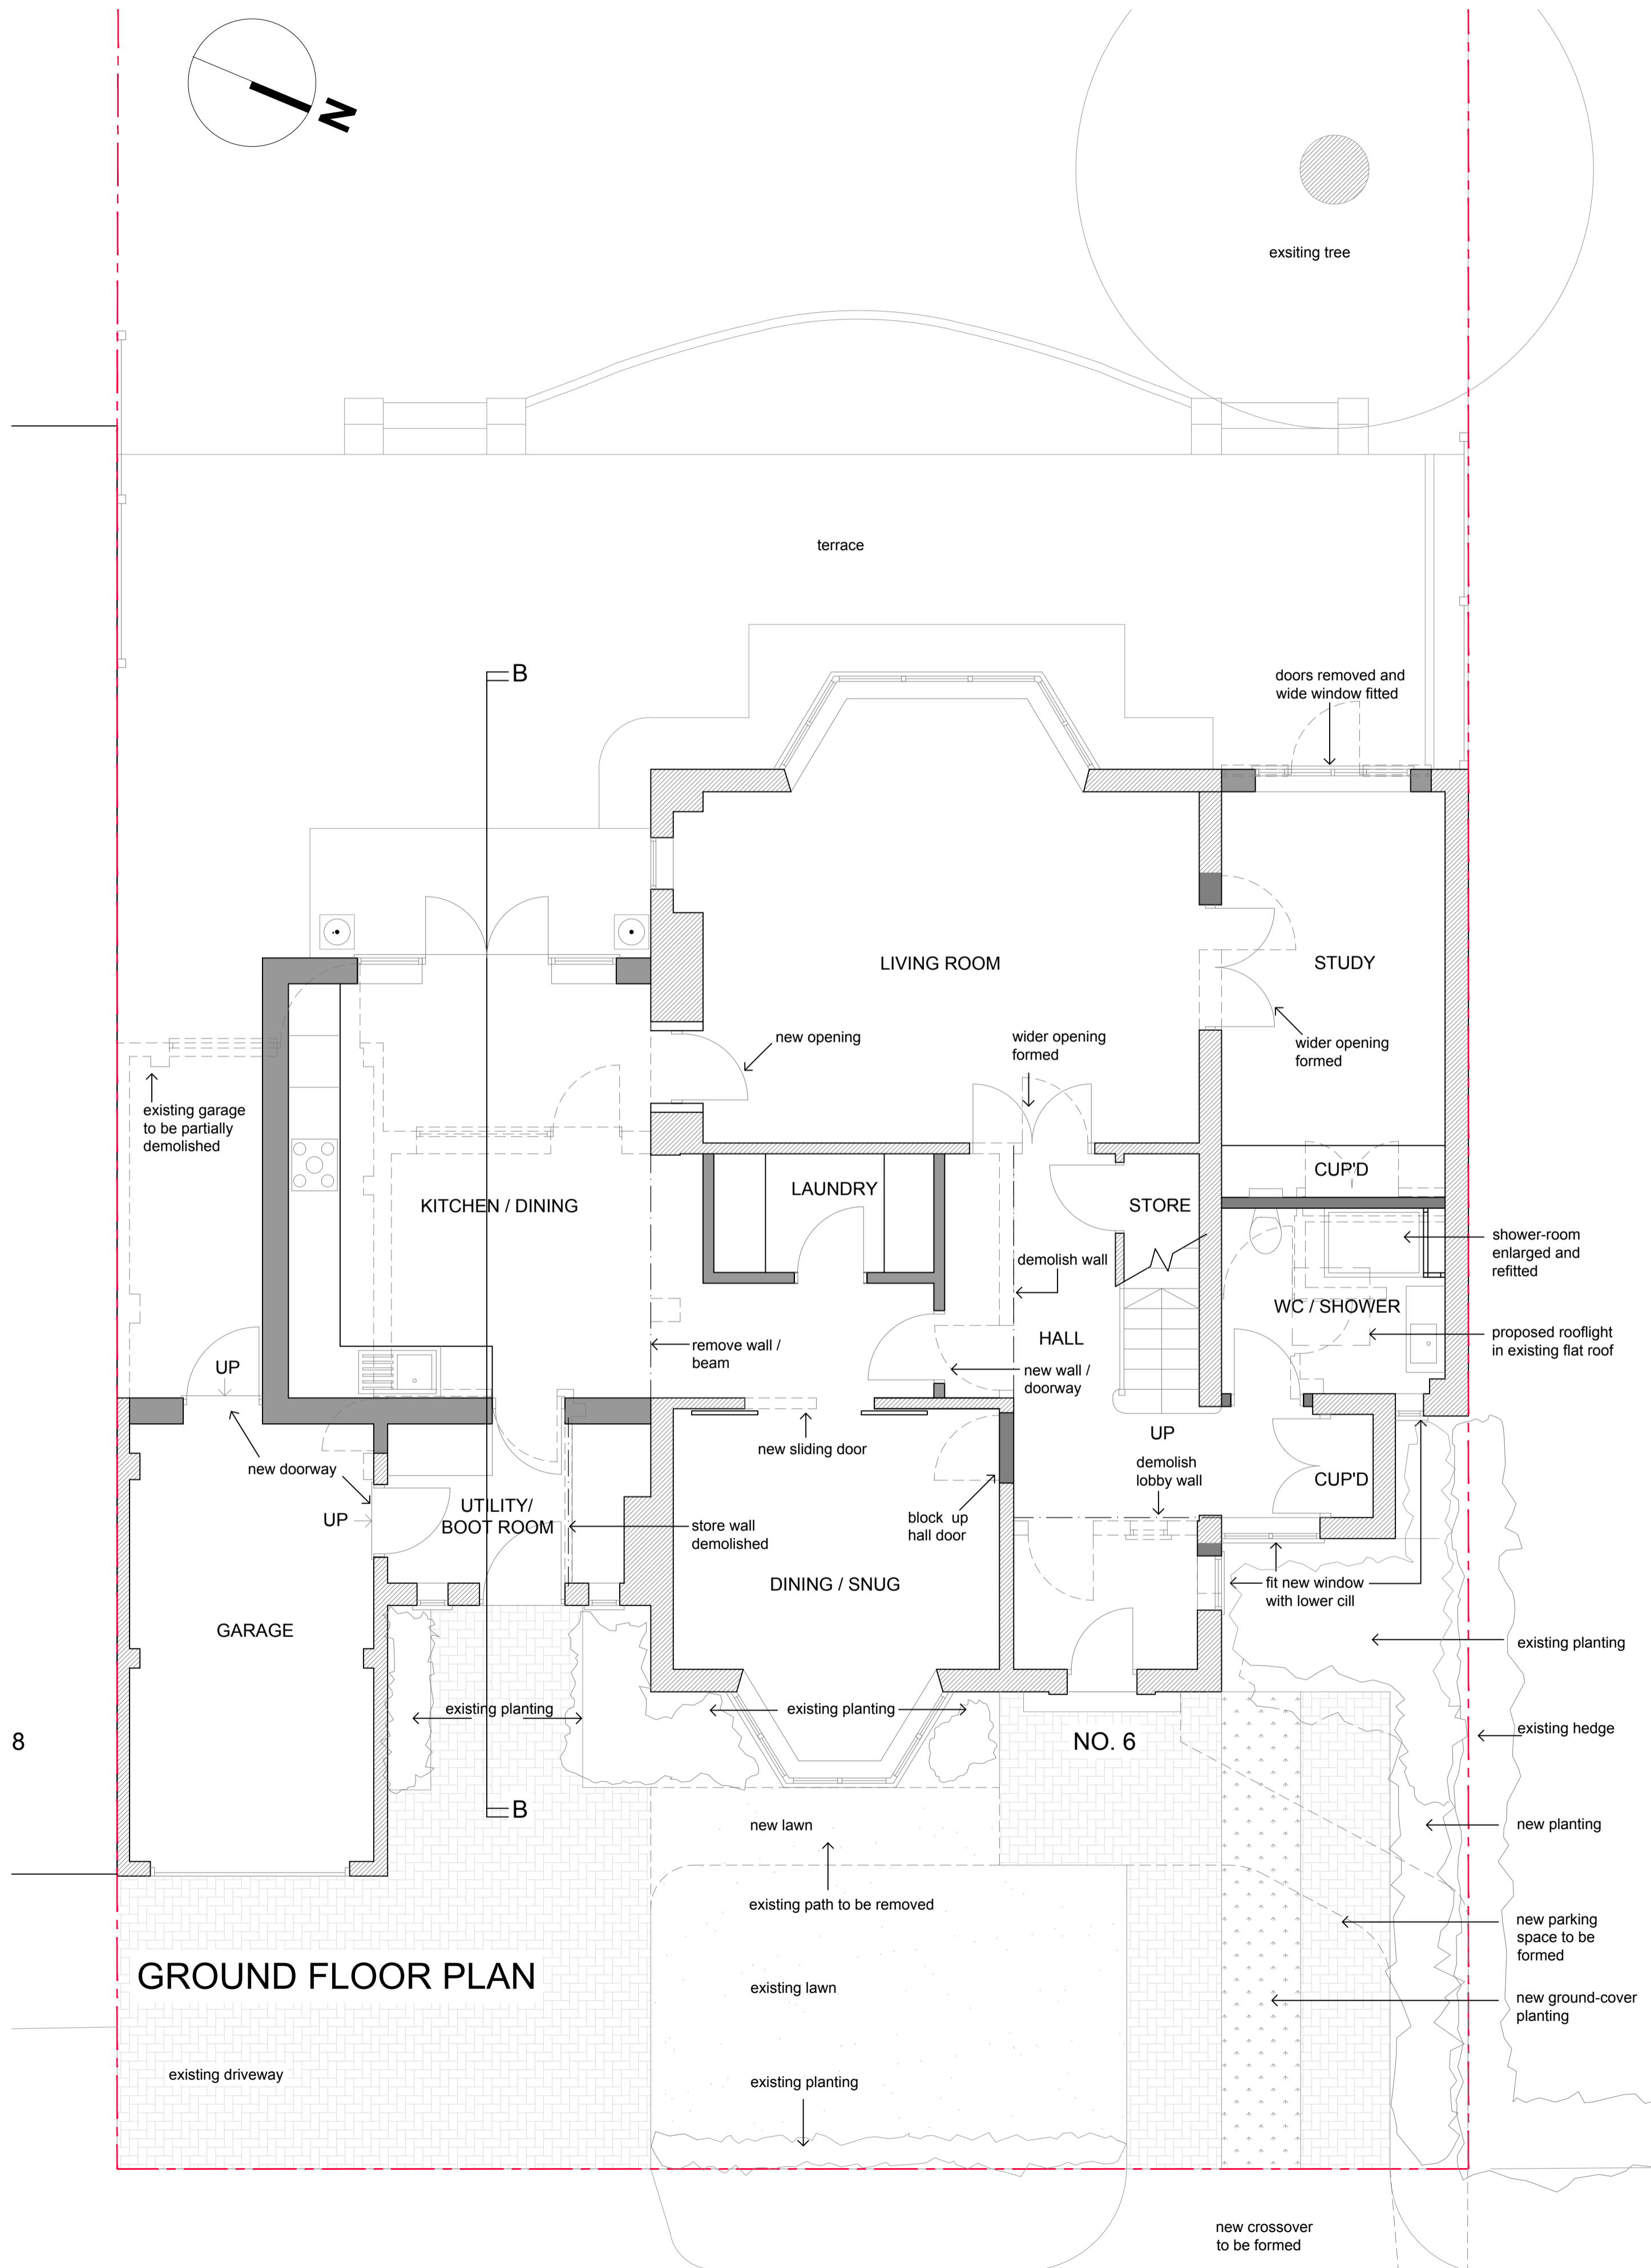 N
exsiting tree
terrace
B
doors removed and
wide window fitted
LIVING ROOM
STUDY
new opening
wider opening
formed
wider opening
formed
existing garage
to be partially
demolished
CUP'D
LAUNDRY
KITCHEN / DINING
STORE
shower-room
enlarged and
refitted
demolish wall
WC / SHOWER
HALL
proposed rooflight
in existing flat roof
remove wall /
beam
UP
new wall /
doorway
UP
new sliding door
demolish
lobby wall
new doorway
CUP'D
UTILITY/
BOOT ROOM
UP
block up
hall door
store wall
demolished
DINING / SNUG
fit new window
with lower cill
GARAGE
existing planting
existing planting
existing planting
existing hedge
8
NO. 6
B
new lawn
new planting
existing path to be removed
new parking
space to be
formed
GROUND FLOOR PLAN
existing lawn
new ground-cover
planting
existing driveway
existing planting
new crossover
to be formed